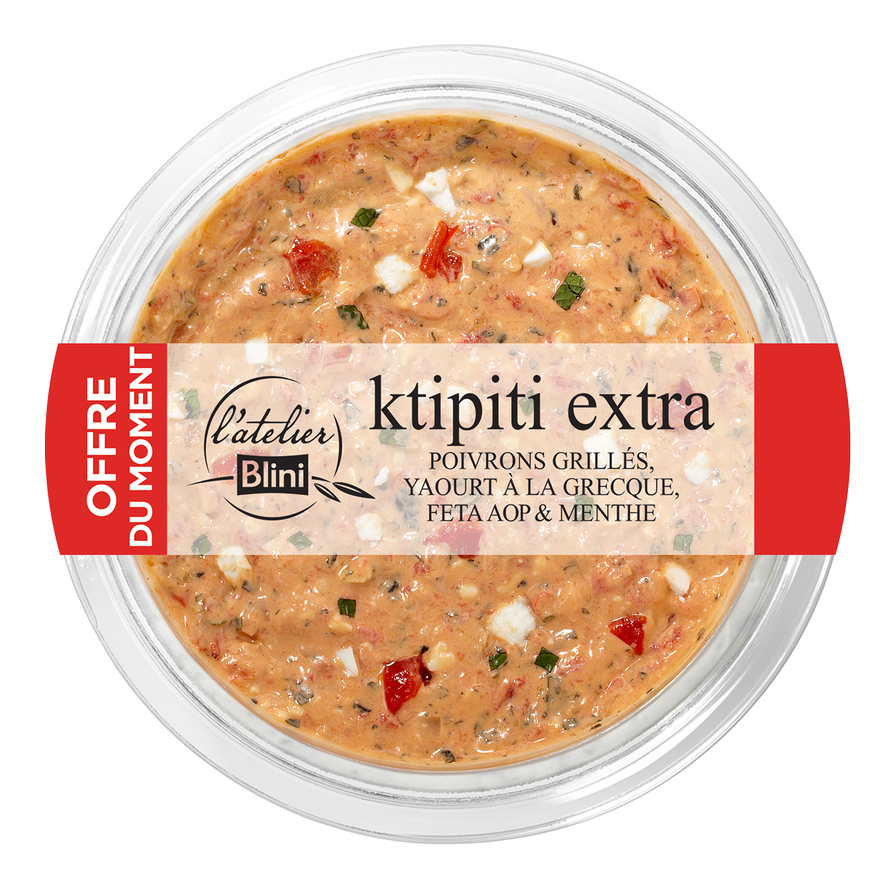 OFFRE
DU MOMENT
l'atelier
Blini
ktipiti extra
POIVRONS GRILLÉS,
YAOURT À LA GRECQUE,
FETA AOP & MENTHE